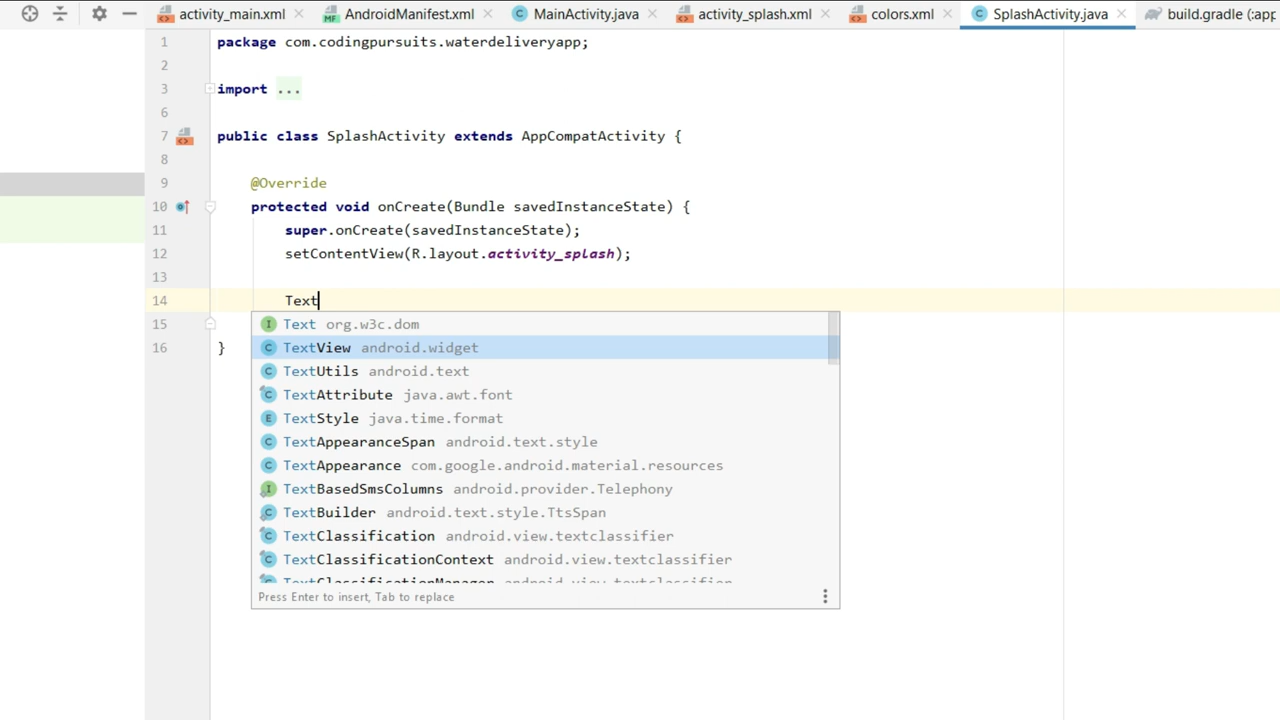 activity_main.xml AndroidManifest.xml MainActivity.java activity_splash.xml colors.xml SplashActivity.java build.gradle (:app
1 package com.codingpursuits.waterdeliveryapp;
2
3 import ...
6
7 public class SplashActivity extends AppCompatActivity {
8
9 @Override
10 protected void onCreate(Bundle savedInstanceState) {
11 super.onCreate(savedInstanceState);
12 setContentView(R.layout.activity_splash);
13
14 Text
15 Text org.w3c.dom
16 } TextView android.widget
TextUtils android.text
TextAttribute java.awt.font
TextStyle java.time.format
TextAppearanceSpan android.text.style
TextAppearance com.google.android.material.resources
TextBasedSmsColumns android.provider.Telephony
TextBuilder android.text.style.TtsSpan
TextClassification android.view.textclassifier
TextClassificationContext android.view.textclassifier
TextClassificationManager android.view.textclassifier
Press Enter to insert, Tab to replace